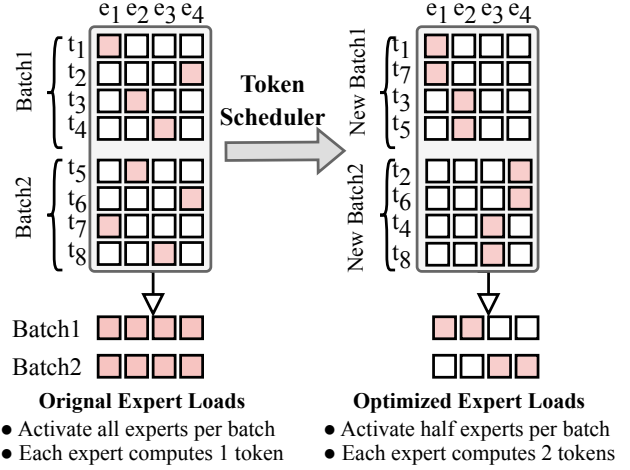 e1 e2 e3 e4
Batch1
t1
t2
t3
t4
Batch2
t5
t6
t7
t8
Token
Scheduler
e1 e2 e3 e4
New Batch1
t1
t7
t3
t5
New Batch2
t2
t6
t4
t8
Batch1
Batch2
Orignal Expert Loads
● Activate all experts per batch
● Each expert computes 1 token
Optimized Expert Loads
● Activate half experts per batch
● Each expert computes 2 tokens